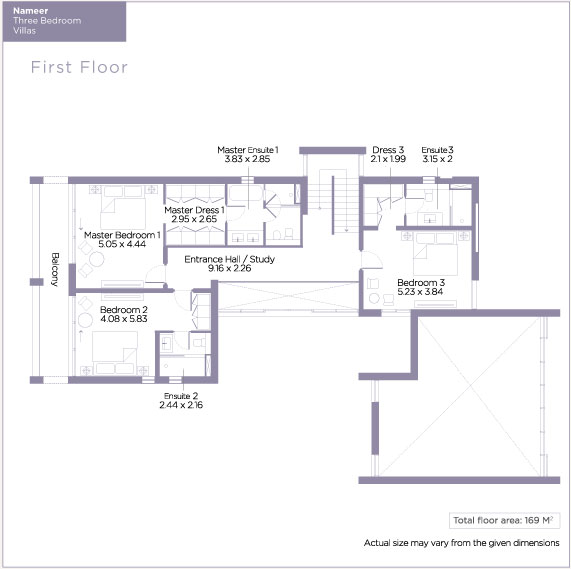 Nameer
Three Bedroom
Villas
First Floor
Master Ensuite 1
3.83 x 2.85
Dress 3
2.1 x 1.99
Ensuite 3
3.15 x 2
Master Dress 1
2.95 x 2.65
Master Bedroom 1
5.05 x 4.44
Entrance Hall / Study
9.16 x 2.26
Balcony
Bedroom 3
5.23 x 3.84
Bedroom 2
4.08 x 5.83
Ensuite 2
2.44 x 2.16
Total floor area: 169 M²
Actual size may vary from the given dimensions